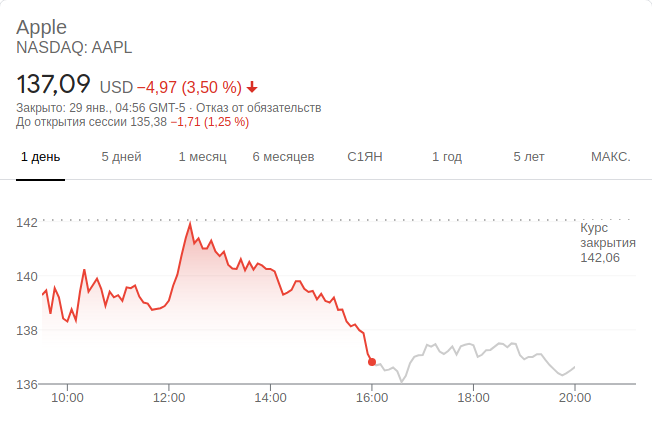 Apple
NASDAQ: AAPL
137,09 USD −4,97 (3,50 %)
Закрыто: 29 янв., 04:56 GMT-5 · Отказ от обязательств
До открытия сессии 135,38 −1,71 (1,25 %)
1 день 5 дней 1 месяц 6 месяцев С1ЯН 1 год 5 лет МАКС.
142
Курс
закрытия
142,06
140
138
136
10:00 12:00 14:00 16:00 18:00 20:00